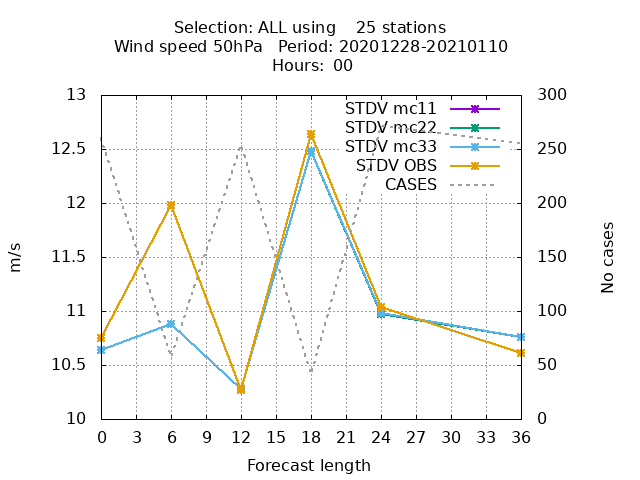 Selection: ALL using    25 stations
Wind speed 50hPa   Period: 20201228-20210110
Hours:  00
13
12.5
12
11.5
11
10.5
10
300
250
200
150
100
50
0
STDV mc11
STDV mc22
STDV mc33
STDV OBS
CASES
m/s
No cases
0 3 6 9 12 15 18 21 24 27 30 33 36
Forecast length